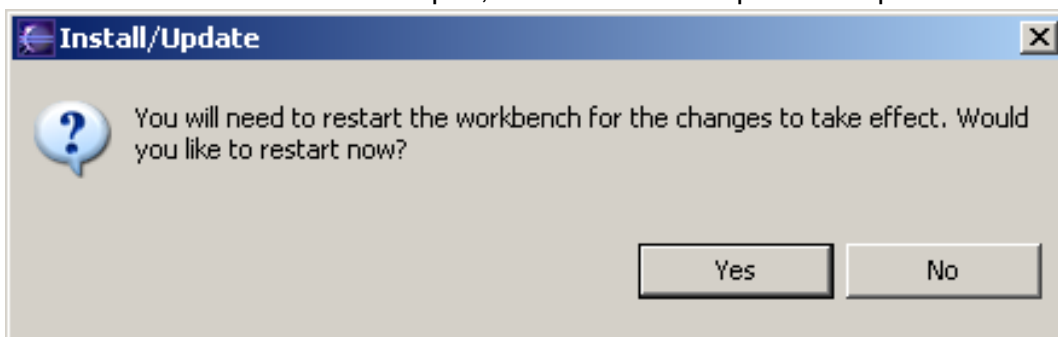 Install/Update
You will need to restart the workbench for the changes to take effect. Would
you like to restart now?
Yes No